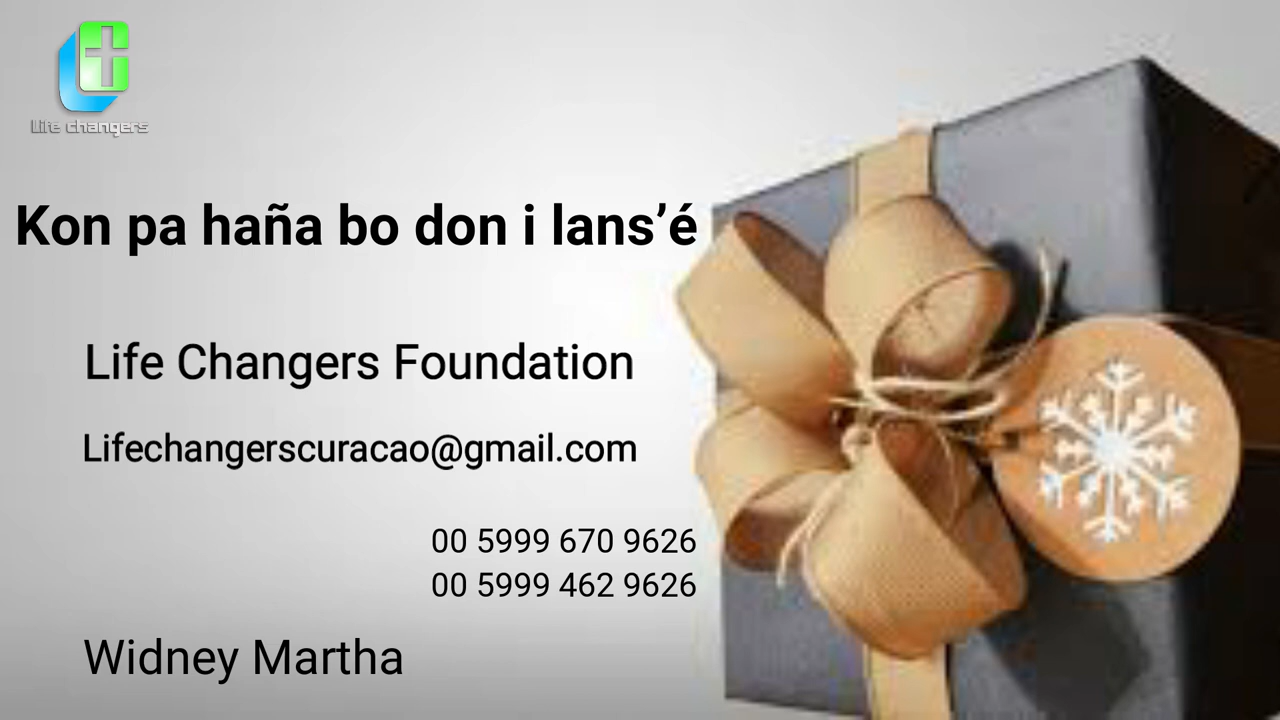 Life changers
Kon pa haña bo don i lans’é
Life Changers Foundation
Lifechangerscuracao@gmail.com
00 5999 670 9626
00 5999 462 9626
Widney Martha